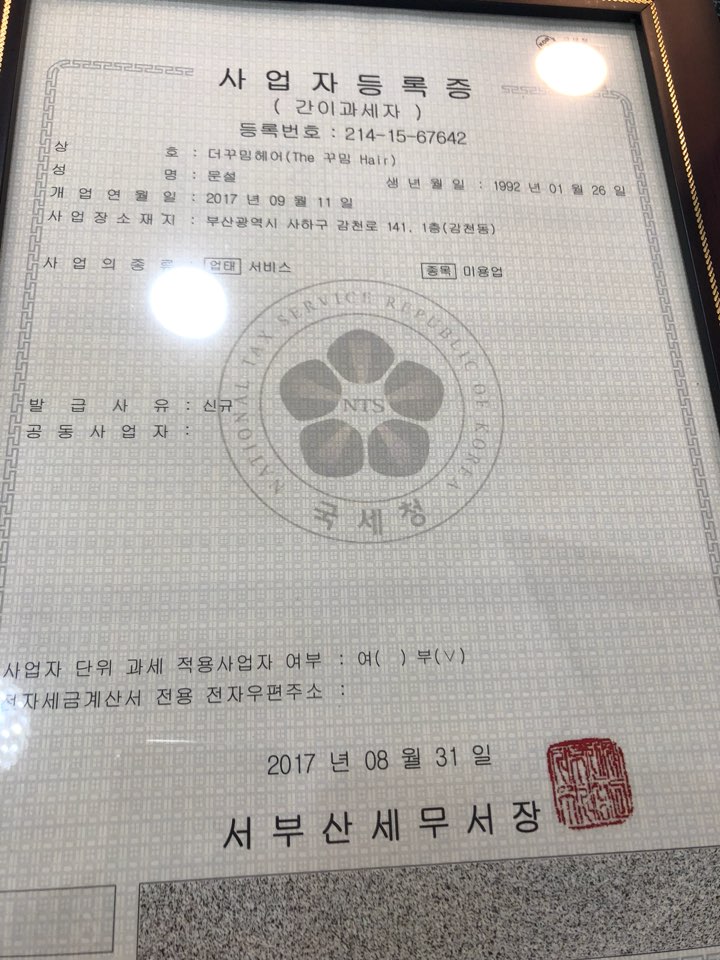 사업자등록증
( 간이과세자 )
등록번호 : 214-15-67642
상 호 : 더꾸밈헤어(The 꾸밈 Hair)
성 명 : 문설 생 년 월 일 : 1992 년 01 월 26 일
개 업 연 월 일 : 2017 년 09 월 11 일
사 업 장 소 재 지 : 부산광역시 사하구 감천로 141, 1층(감천동)
사 업 의 종 류 : 업태 서비스 종목 미용업
NATIONAL TAX SERVICE REPUBLIC OF KOREA
NTS
국세청
발 급 사 유 : 신규
공 동 사 업 자 :
사업자 단위 과세 적용사업자 여부 : 여( ) 부(∨)
전자세금계산서 전용 전자우편주소 :
2017 년 08 월 31 일
서부산세무서장